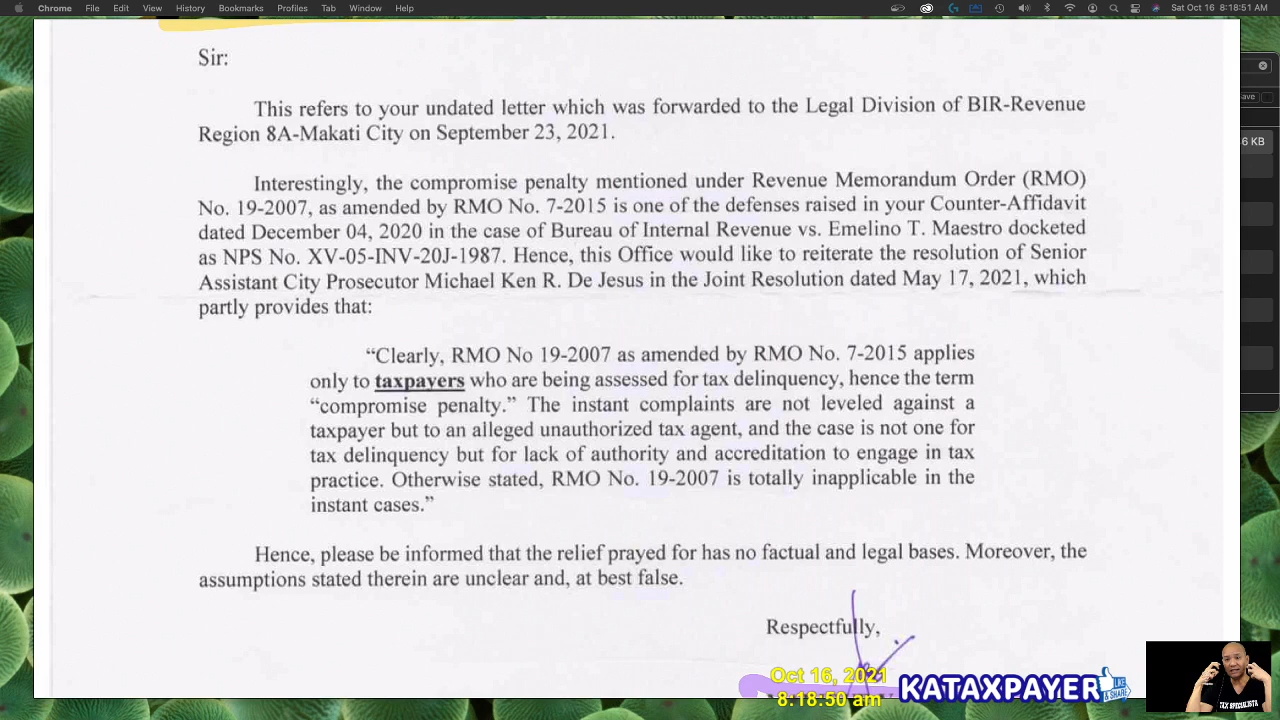 Chrome File Edit View History Bookmarks Profiles Tab Window Help
Sat Oct 16 8:18:51 AM
Sir:
This refers to your undated letter which was forwarded to the Legal Division of BIR-Revenue
Region 8A-Makati City on September 23, 2021.
Interestingly, the compromise penalty mentioned under Revenue Memorandum Order (RMO)
No. 19-2007, as amended by RMO No. 7-2015 is one of the defenses raised in your Counter-Affidavit
dated December 04, 2020 in the case of Bureau of Internal Revenue vs. Emelino T. Maestro docketed
as NPS No. XV-05-INV-20J-1987. Hence, this Office would like to reiterate the resolution of Senior
Assistant City Prosecutor Michael Ken R. De Jesus in the Joint Resolution dated May 17, 2021, which
partly provides that:
“Clearly, RMO No 19-2007 as amended by RMO No. 7-2015 applies
only to taxpayers who are being assessed for tax delinquency, hence the term
“compromise penalty.” The instant complaints are not leveled against a
taxpayer but to an alleged unauthorized tax agent, and the case is not one for
tax delinquency but for lack of authority and accreditation to engage in tax
practice. Otherwise stated, RMO No. 19-2007 is totally inapplicable in the
instant cases.”
Hence, please be informed that the relief prayed for has no factual and legal bases. Moreover, the
assumptions stated therein are unclear and, at best false.
Respectfully,
Oct 16, 2021
8:18:50 am
KATAXPAYER
LIKE
& SHARE
TAX SPECIALISTA
ave
6 KB